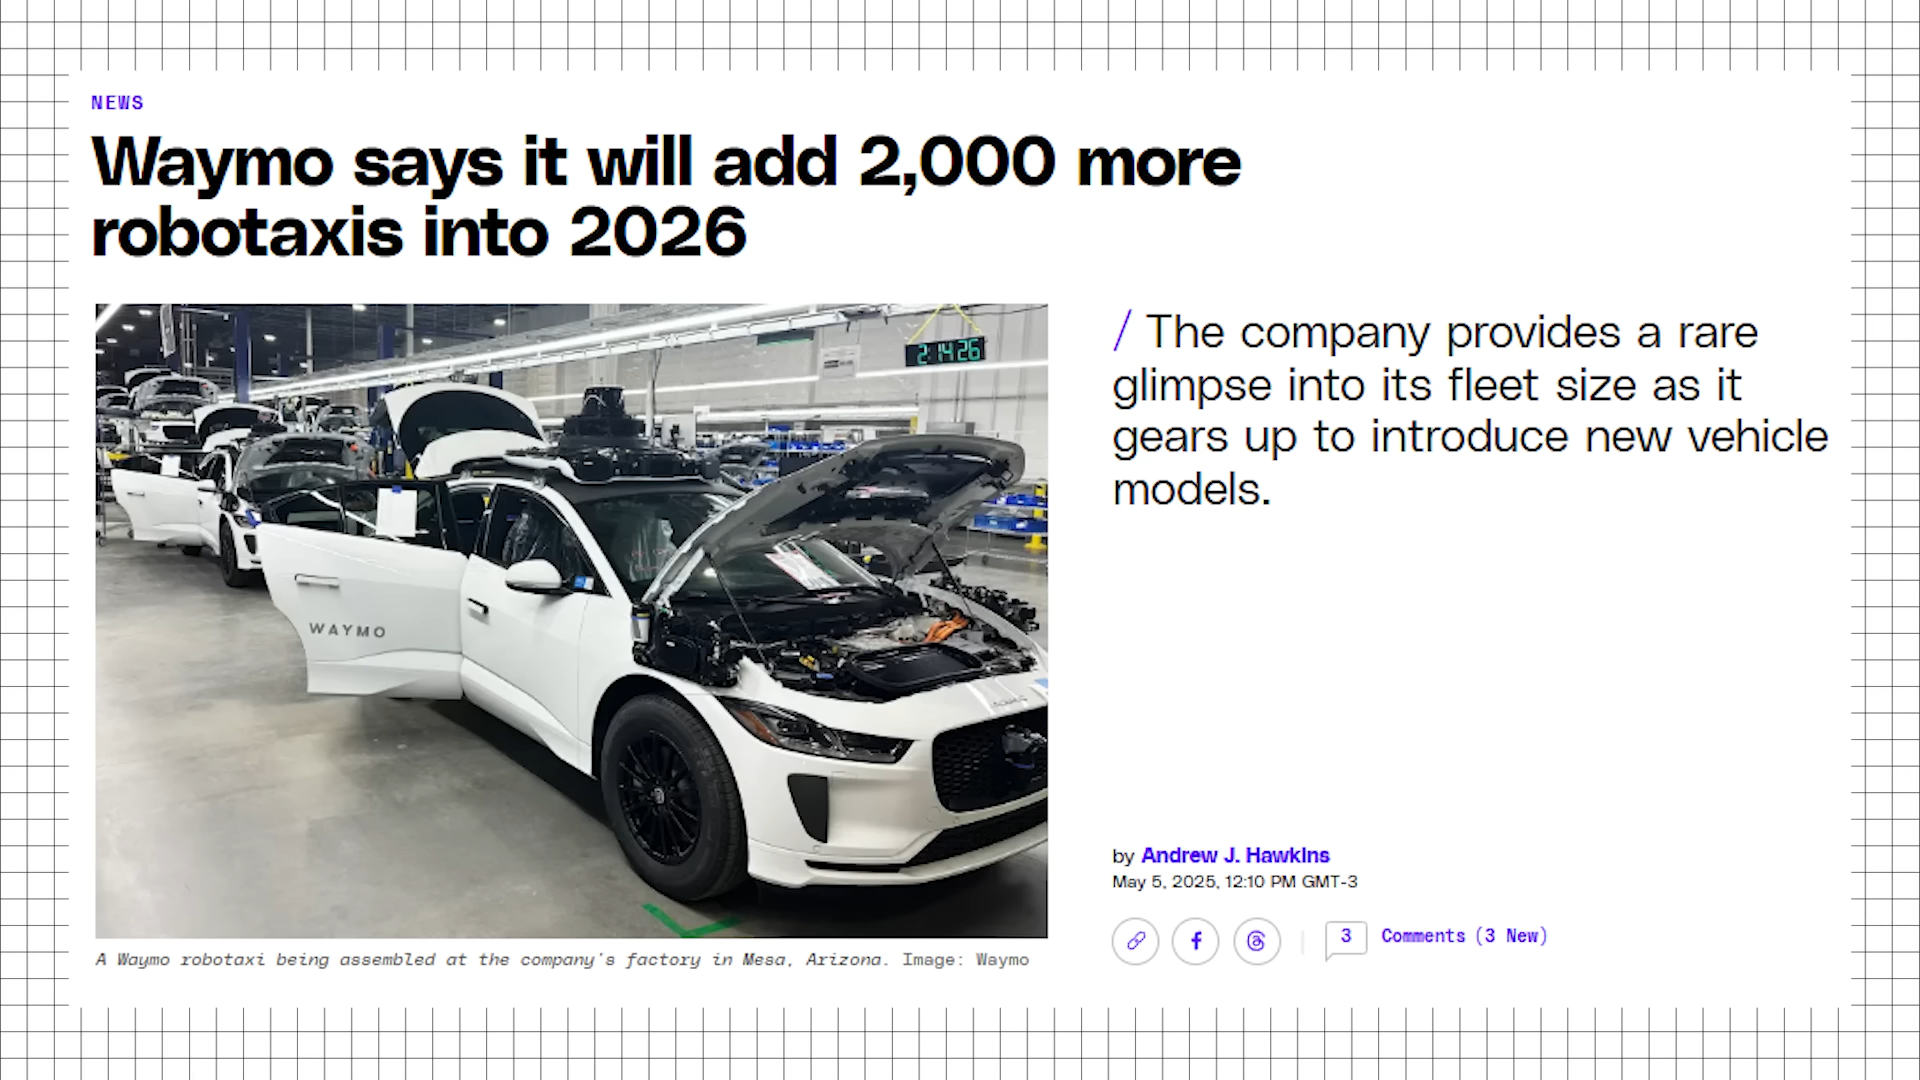 NEWS
Waymo says it will add 2,000 more
robotaxis into 2026
2:14:26
WAYMO
/ The company provides a rare
glimpse into its fleet size as it
gears up to introduce new vehicle
models.
by Andrew J. Hawkins
May 5, 2025, 12:10 PM GMT-3
3 Comments (3 New)
A Waymo robotaxi being assembled at the company's factory in Mesa, Arizona. Image: Waymo